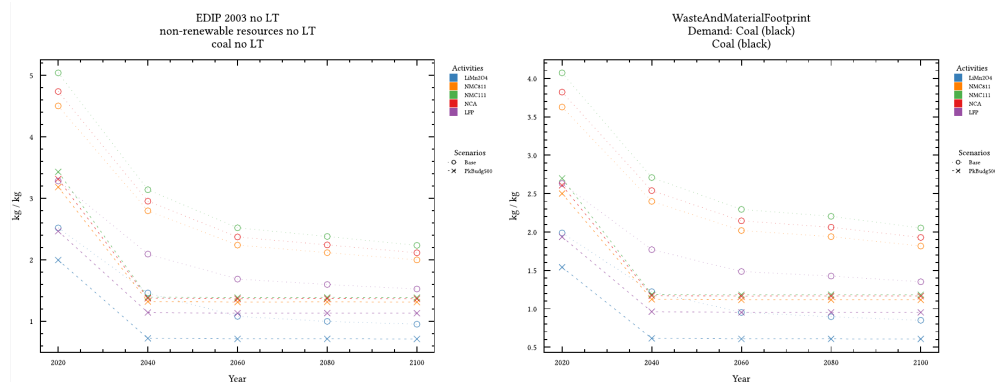 EDIP 2003 no LT
non-renewable resources no LT
coal no LT
5
4
3
2
1
kg / kg
2020
2040
2060
2080
2100
Year
Activities
LiMn2O4
NMC811
NMC111
NCA
LFP
Scenarios
Base
PkBudg500
WasteAndMaterialFootprint
Demand: Coal (black)
Coal (black)
4.0
3.5
3.0
2.5
2.0
1.5
1.0
0.5
kg / kg
2020
2040
2060
2080
2100
Year
Activities
LiMn2O4
NMC811
NMC111
NCA
LFP
Scenarios
Base
PkBudg500